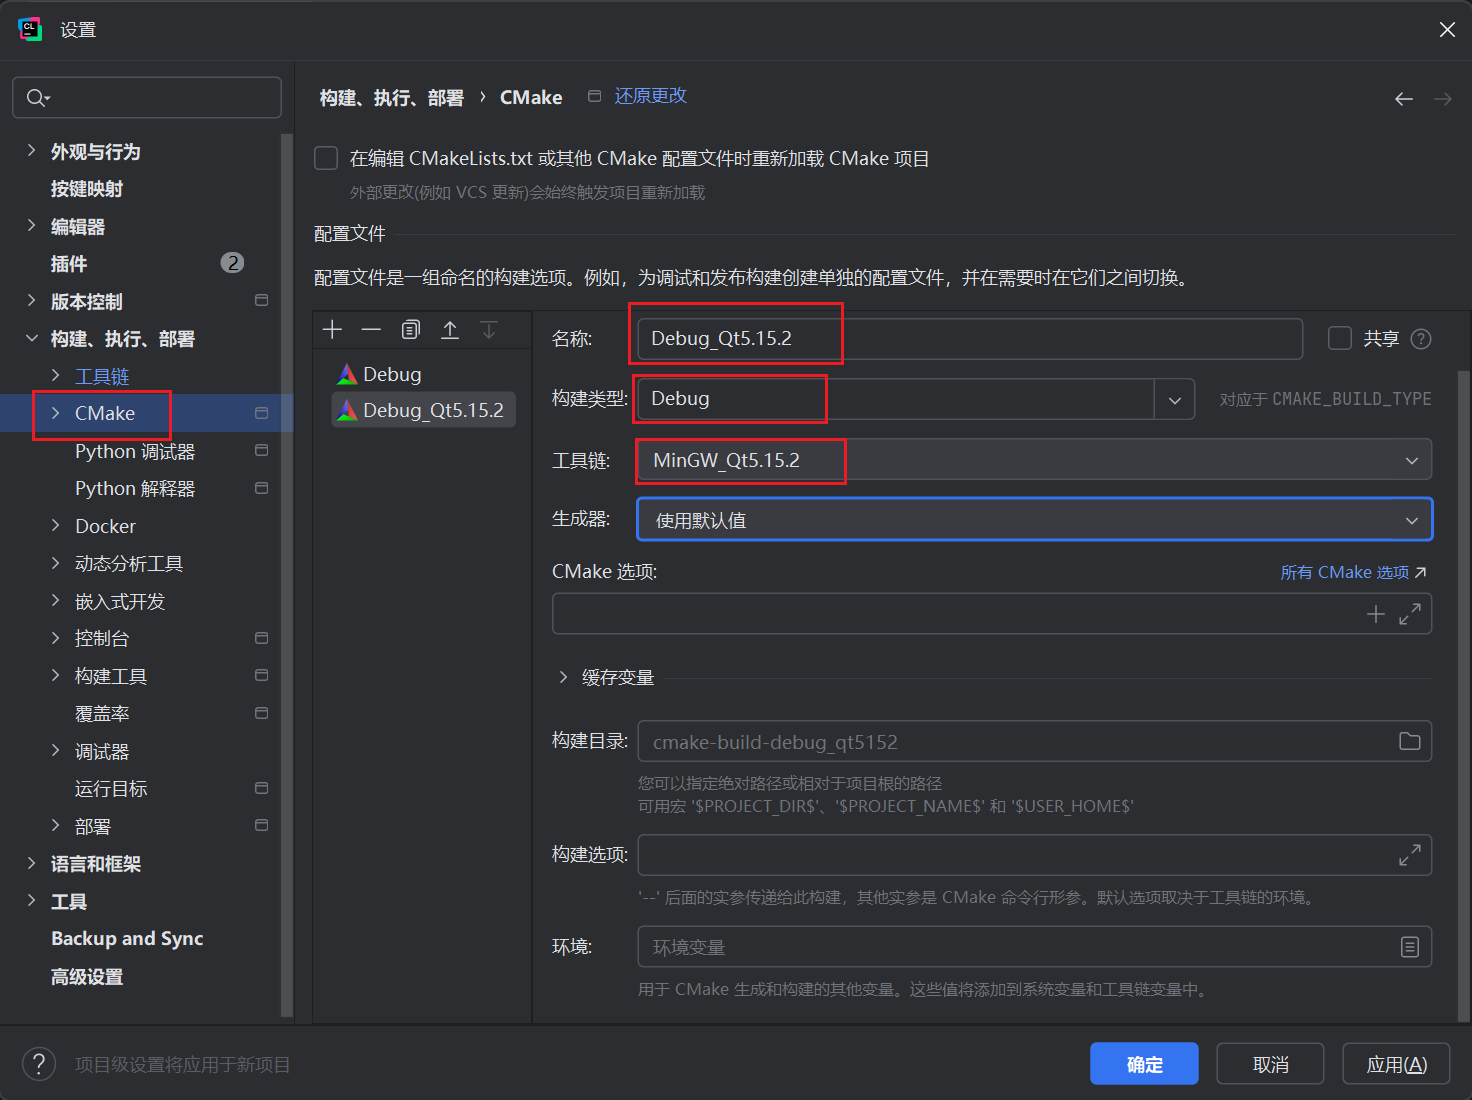 CL
设置
构建、执行、部署 › CMake
还原更改
外观与行为
按键映射
编辑器
插件
2
版本控制
构建、执行、部署
工具链
CMake
Python 调试器
Python 解释器
Docker
动态分析工具
嵌入式开发
控制台
构建工具
覆盖率
调试器
运行目标
部署
语言和框架
工具
Backup and Sync
高级设置
在编辑 CMakeLists.txt 或其他 CMake 配置文件时重新加载 CMake 项目
外部更改(例如 VCS 更新)会始终触发项目重新加载
配置文件
配置文件是一组命名的构建选项。例如，为调试和发布构建创建单独的配置文件，并在需要时在它们之间切换。
Debug
Debug_Qt5.15.2
名称:
Debug_Qt5.15.2
共享
?
构建类型:
Debug
对应于 CMAKE_BUILD_TYPE
工具链:
MinGW_Qt5.15.2
生成器:
使用默认值
CMake 选项:
所有 CMake 选项
缓存变量
构建目录:
cmake-build-debug_qt5152
您可以指定绝对路径或相对于项目根的路径
可用宏 '$PROJECT_DIR$'、'$PROJECT_NAME$' 和 '$USER_HOME$'
构建选项:
'--' 后面的实参传递给此构建，其他实参是 CMake 命令行形参。默认选项取决于工具链的环境。
环境:
环境变量
用于 CMake 生成和构建的其他变量。这些值将添加到系统变量和工具链变量中。
?
项目级设置将应用于新项目
确定
取消
应用(A)